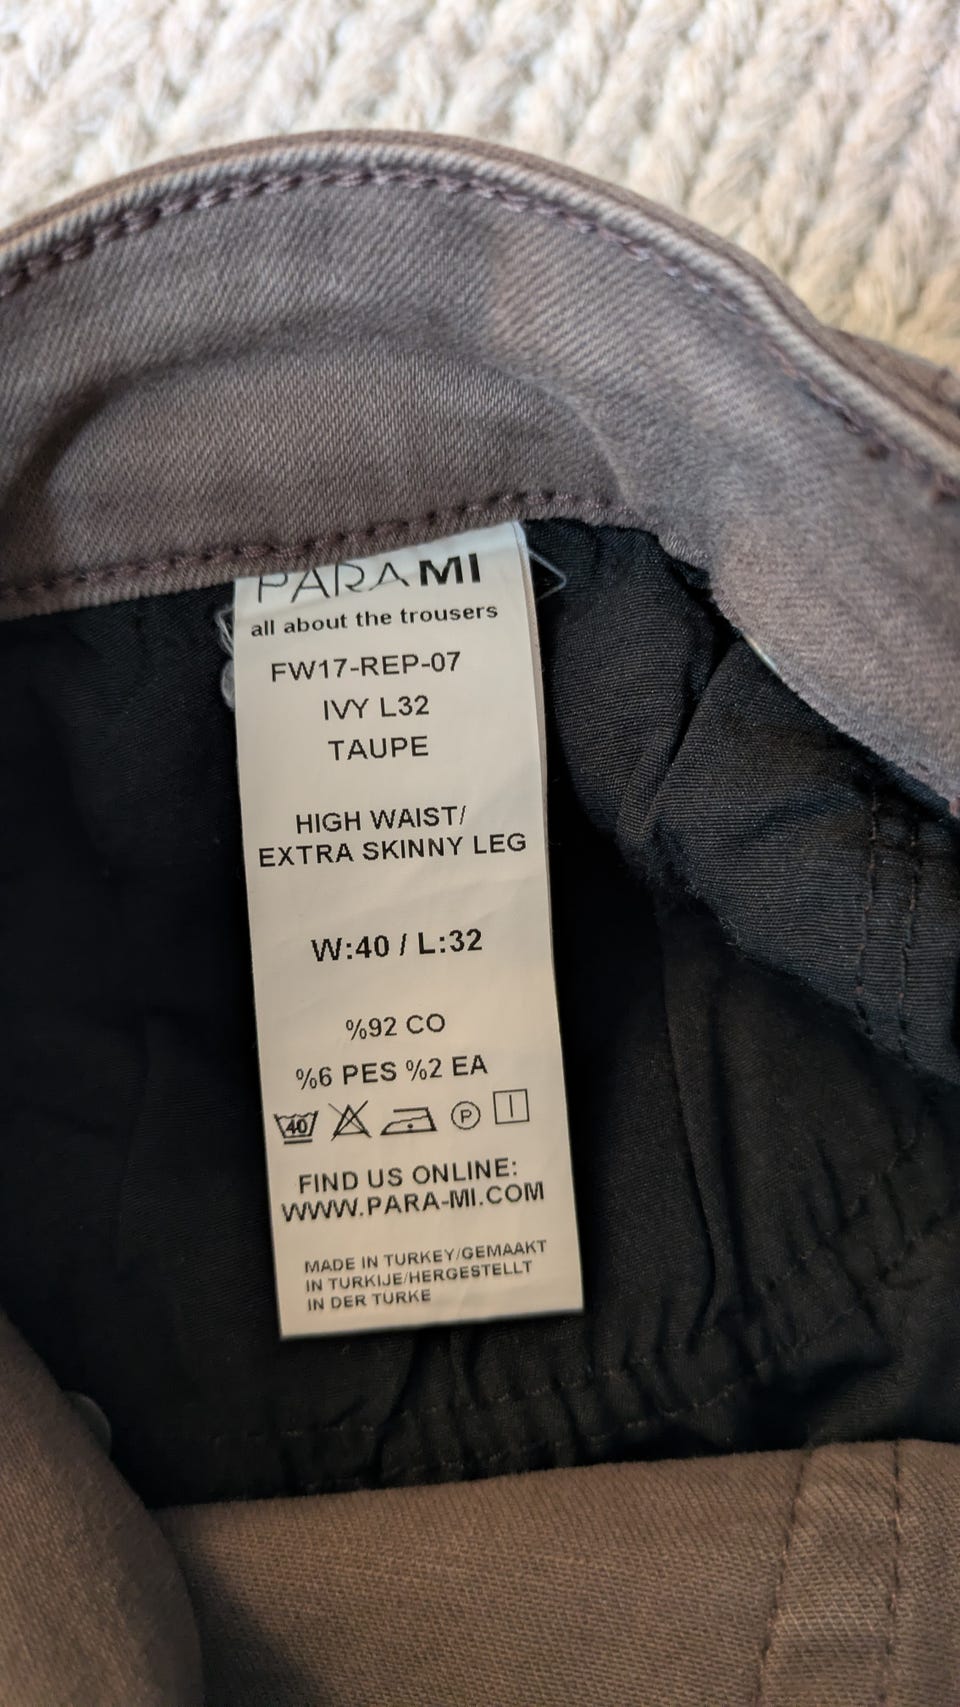 PARAMI
all about the trousers
FW17-REP-07
IVY L32
TAUPE
HIGH WAIST/
EXTRA SKINNY LEG
W:40 / L:32
%92 CO
%6 PES %2 EA
40 P
FIND US ONLINE:
WWW.PARA-MI.COM
MADE IN TURKEY/GEMAAKT
IN TURKIJE/HERGESTELLT
IN DER TURKE